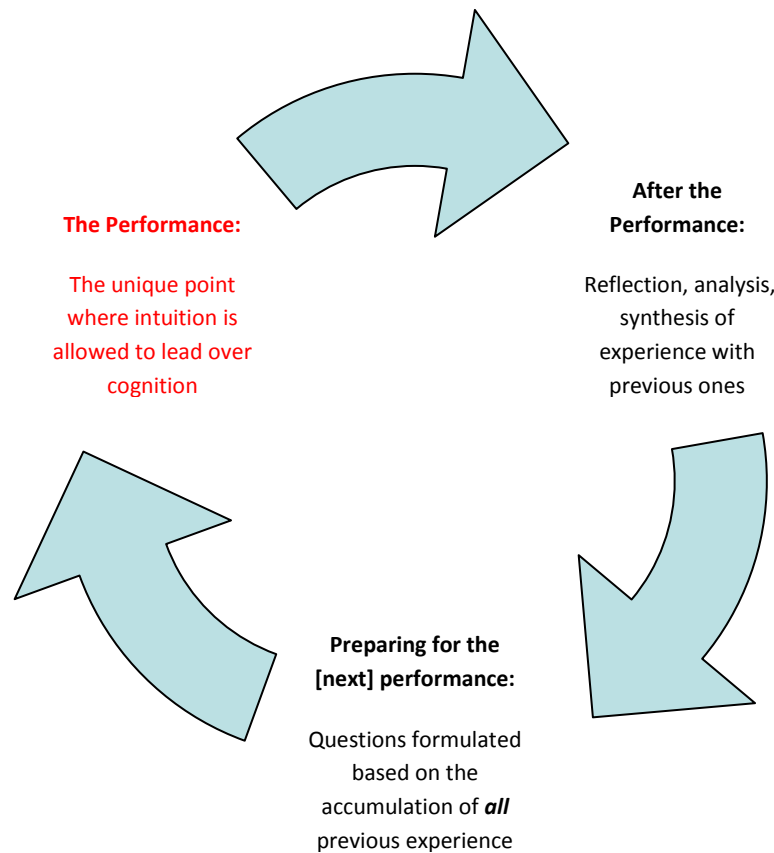 The Performance:
The unique point
where intuition is
allowed to lead over
cognition
After the
Performance:
Reflection, analysis,
synthesis of
experience with
previous ones
Preparing for the
[next] performance:
Questions formulated
based on the
accumulation of all
previous experience